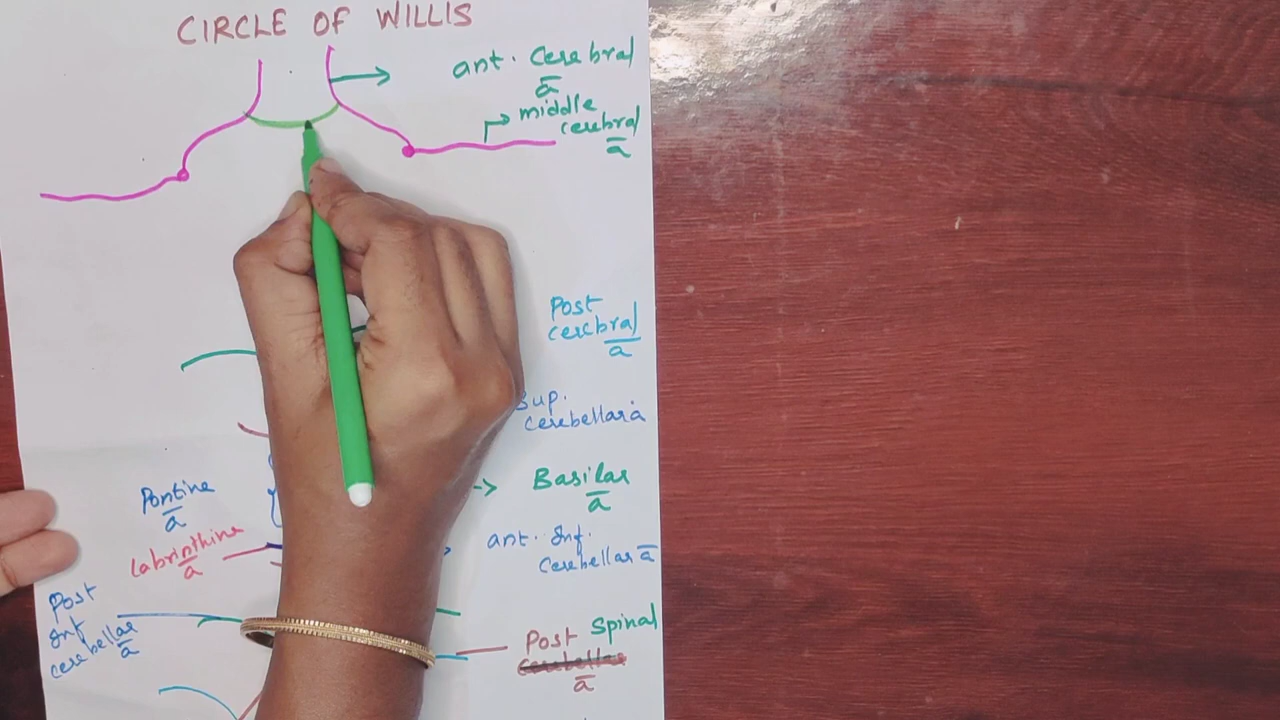 CIRCLE OF WILLIS
ant. Cerebral
a
middle
cerebral
a
Post
cerebral
a
Sup.
cerebellar a
Pontine
a
Basilar
a
Labrinthine
a
ant. Inf.
Cerebellar a
Post
Inf
cerebellar
a
Post Spinal
cerebellar
a